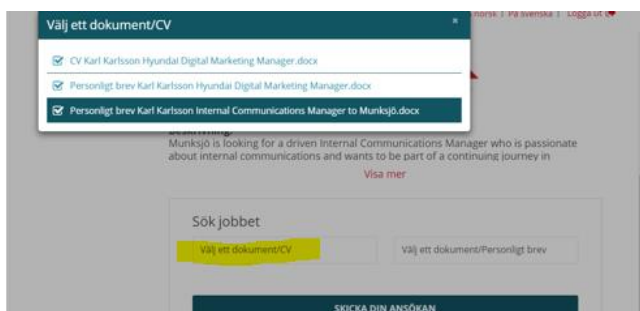 norsk | På svenska | Logga ut
Välj ett dokument/CV
CV Karl Karlsson Hyundai Digital Marketing Manager.docx
Personligt brev Karl Karlsson Hyundai Digital Marketing Manager.docx
Personligt brev Karl Karlsson Internal Communications Manager to Munksjö.docx
Munksjö is looking for a driven Internal Communications Manager who is passionate
about internal communications and wants to be part of a continuing journey in
Visa mer
Sök jobbet
Välj ett dokument/CV
Välj ett dokument/Personligt brev
SKICKA DIN ANSÖKAN